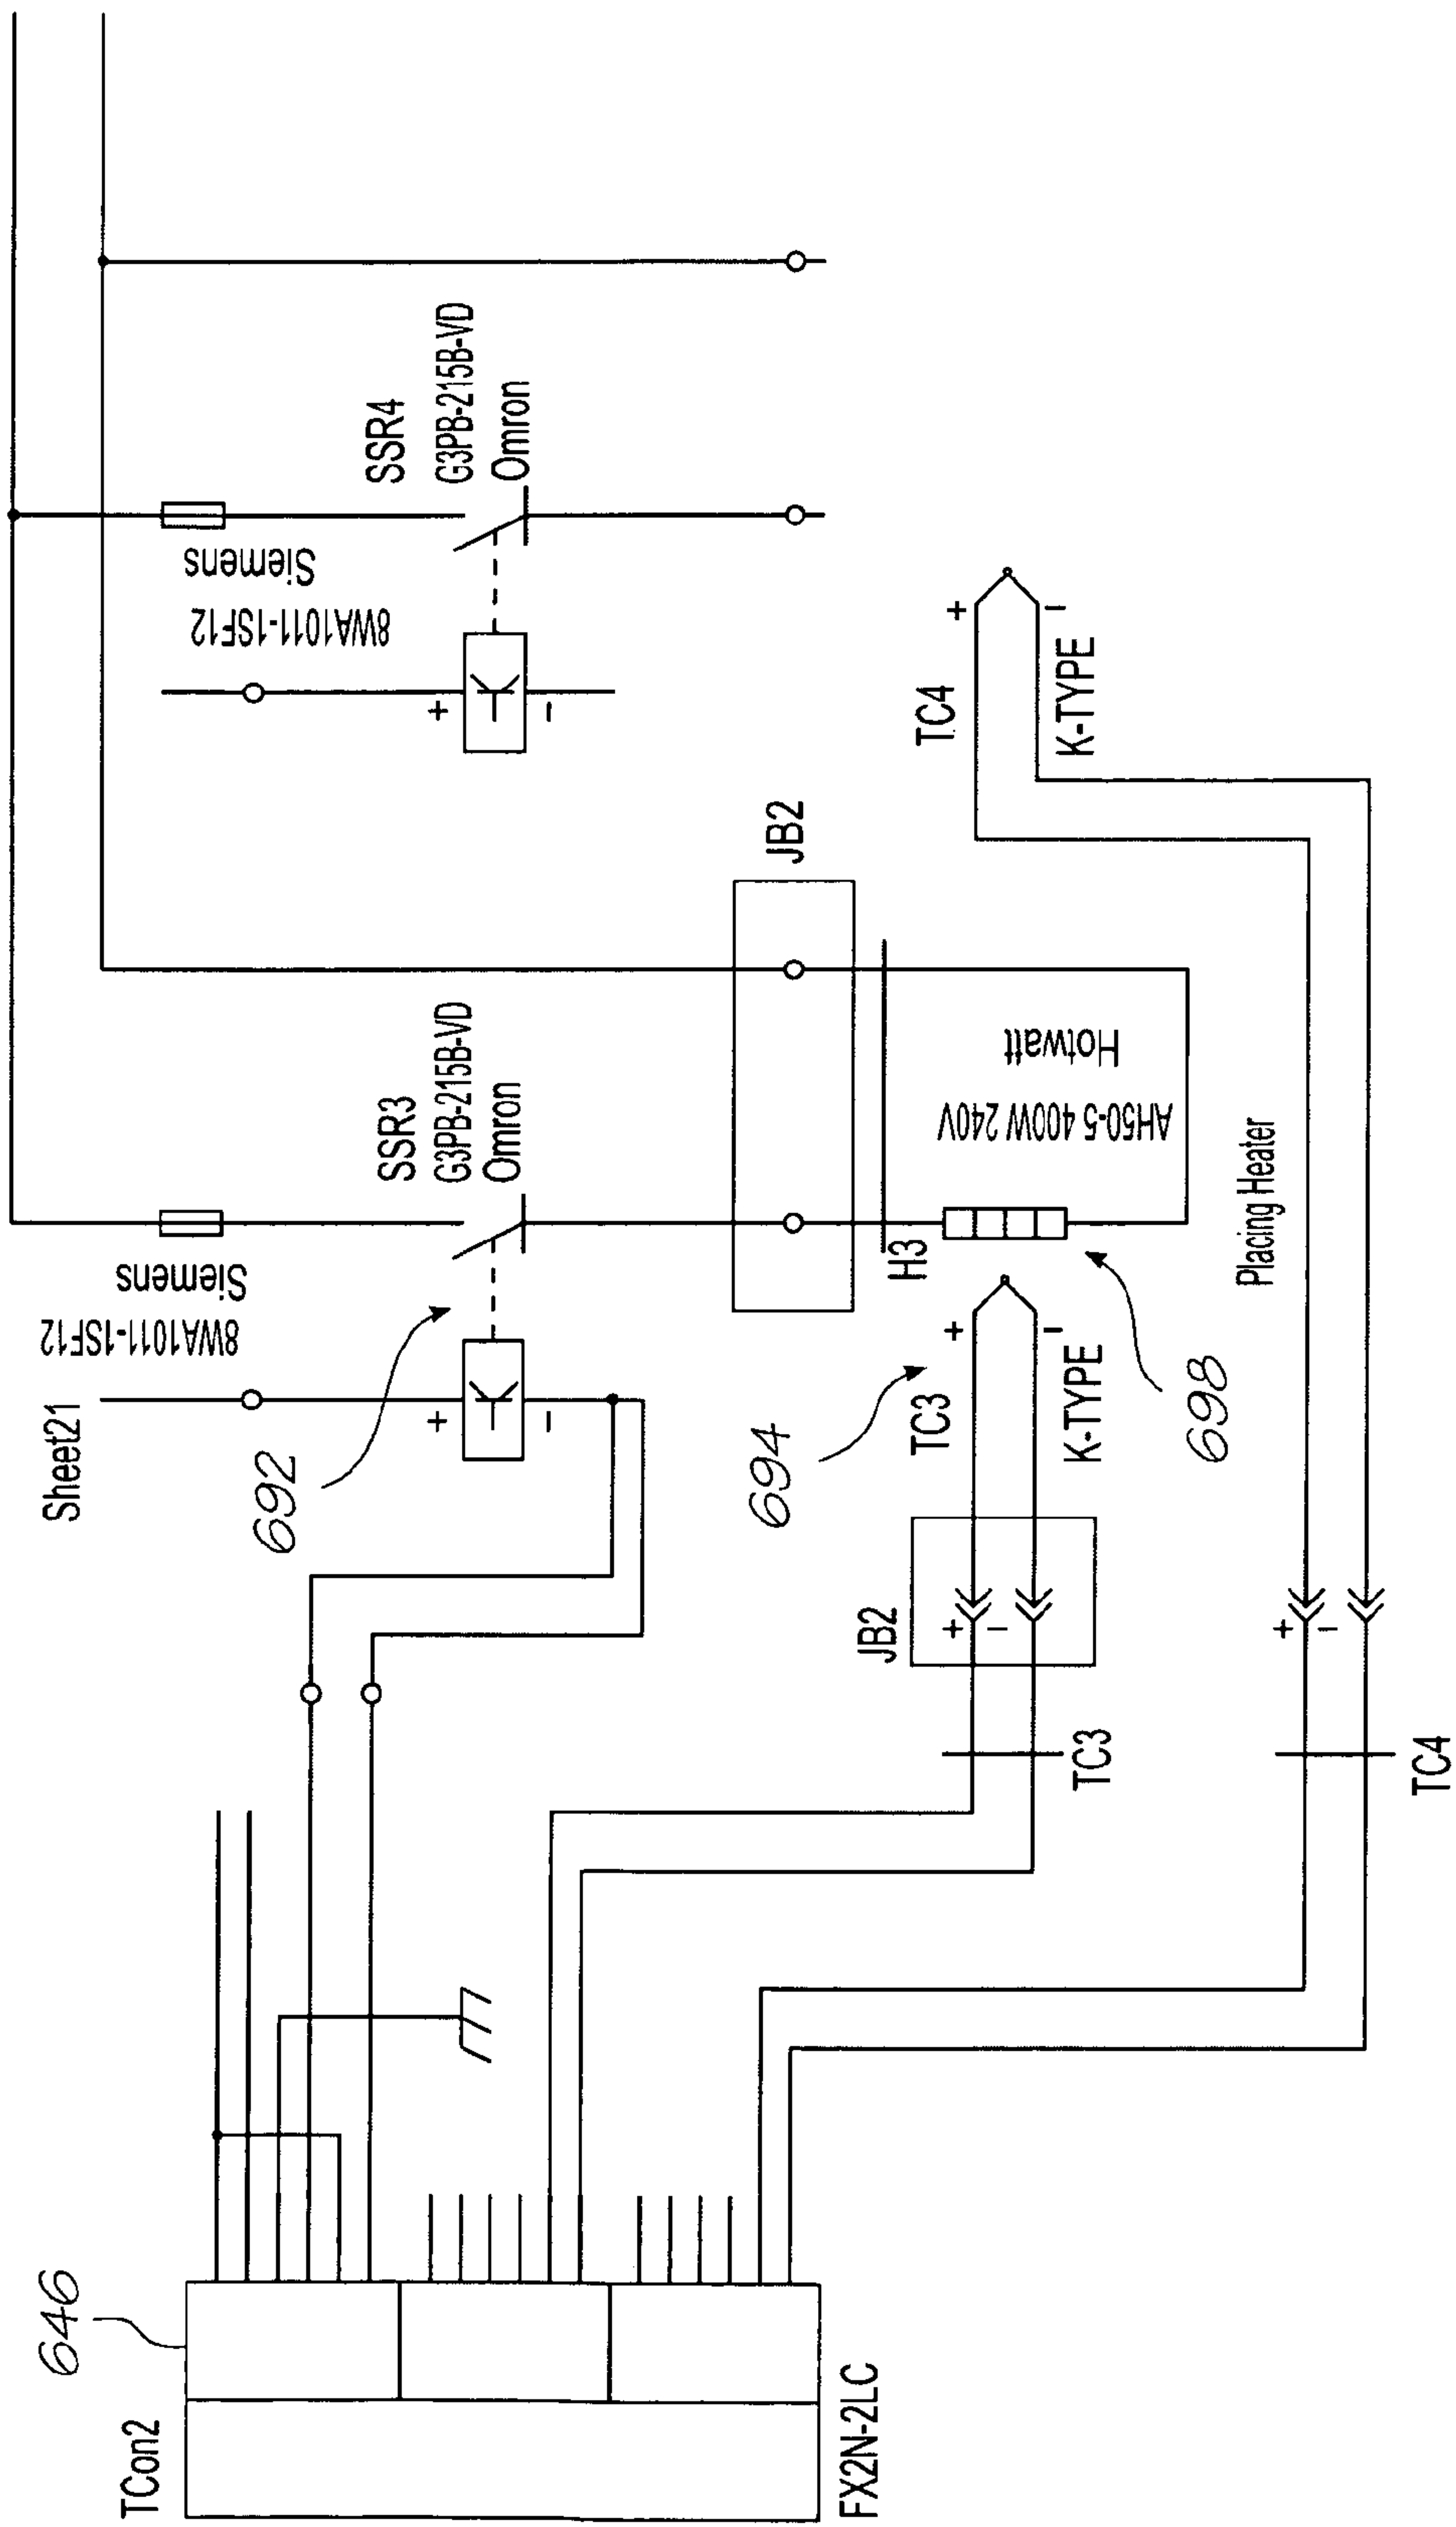 TCon2
646
FX2N-2LC
Sheet21
8WA1011-1SF12
Siemens
692
+
-
SSR3
G3PB-215B-VD
Omron
8WA1011-1SF12
Siemens
+
-
SSR4
G3PB-215B-VD
Omron
JB2
H3
AH50-5 400W 240V
Hotwatt
694
TC3
+
-
K-TYPE
698
JB2
+
-
TC3
Placing Heater
TC4
+
-
K-TYPE
+
-
TC4